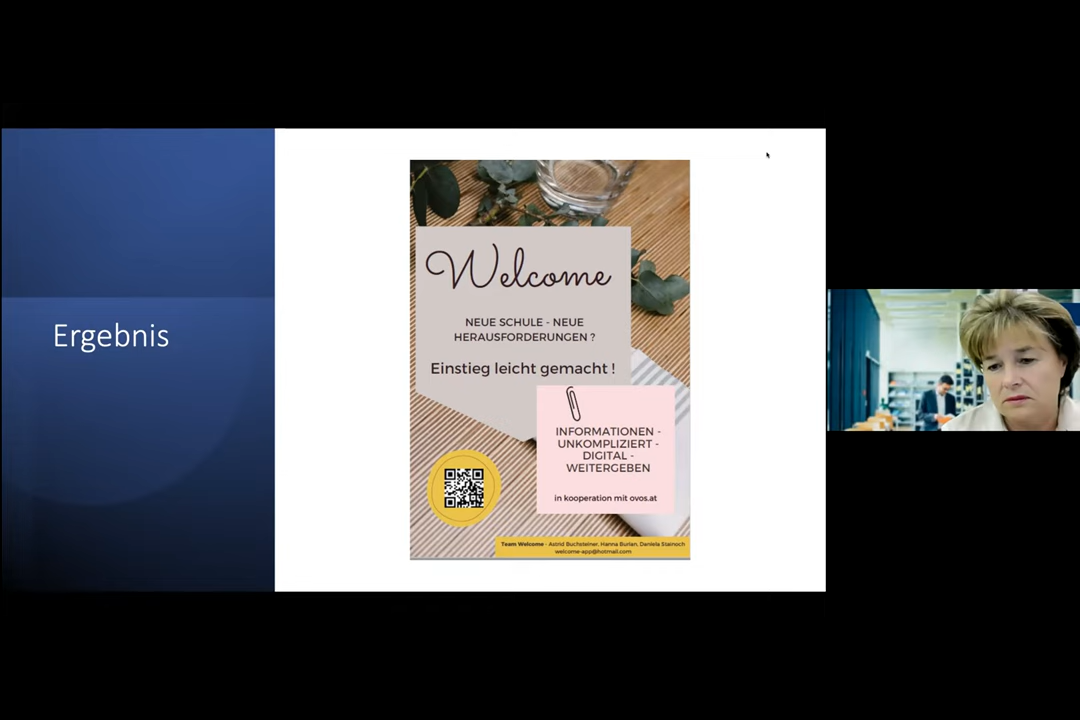 Ergebnis
Welcome
NEUE SCHULE - NEUE
HERAUSFORDERUNGEN ?
Einstieg leicht gemacht !
INFORMATIONEN -
UNKOMPLIZIERT -
DIGITAL -
WEITERGEBEN
in kooperation mit ovos.at
Team Welcome - Astrid Buchsteiner, Hanna Burian, Daniela Stainoch
welcome-app@hotmail.com